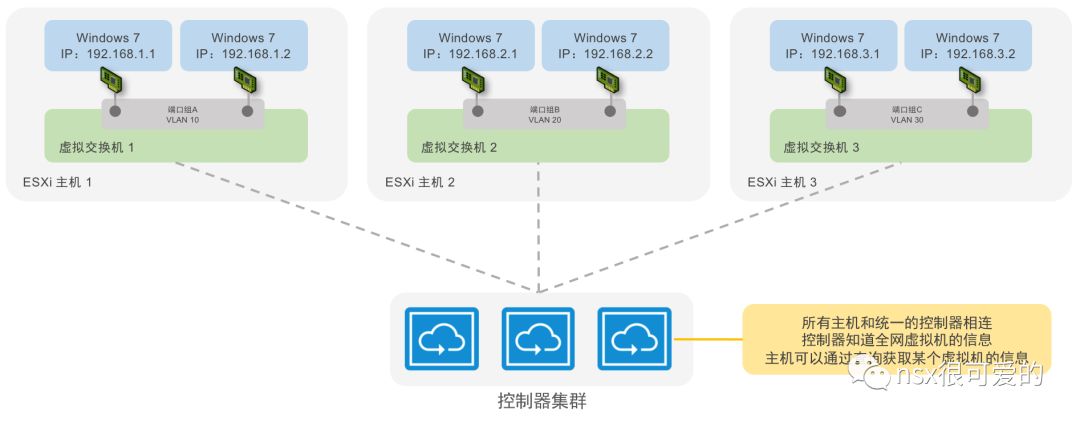 Windows 7
IP：192.168.1.1
Windows 7
IP：192.168.1.2
端口组A
VLAN 10
虚拟交换机 1
ESXi 主机 1
Windows 7
IP：192.168.2.1
Windows 7
IP：192.168.2.2
端口组B
VLAN 20
虚拟交换机 2
ESXi 主机 2
Windows 7
IP：192.168.3.1
Windows 7
IP：192.168.3.2
端口组C
VLAN 30
虚拟交换机 3
ESXi 主机 3
控制器集群
所有主机和统一的控制器相连
控制器知道全网虚拟机的信息
主机可以通过查询获取某个虚拟机的信息
nsx很可爱的